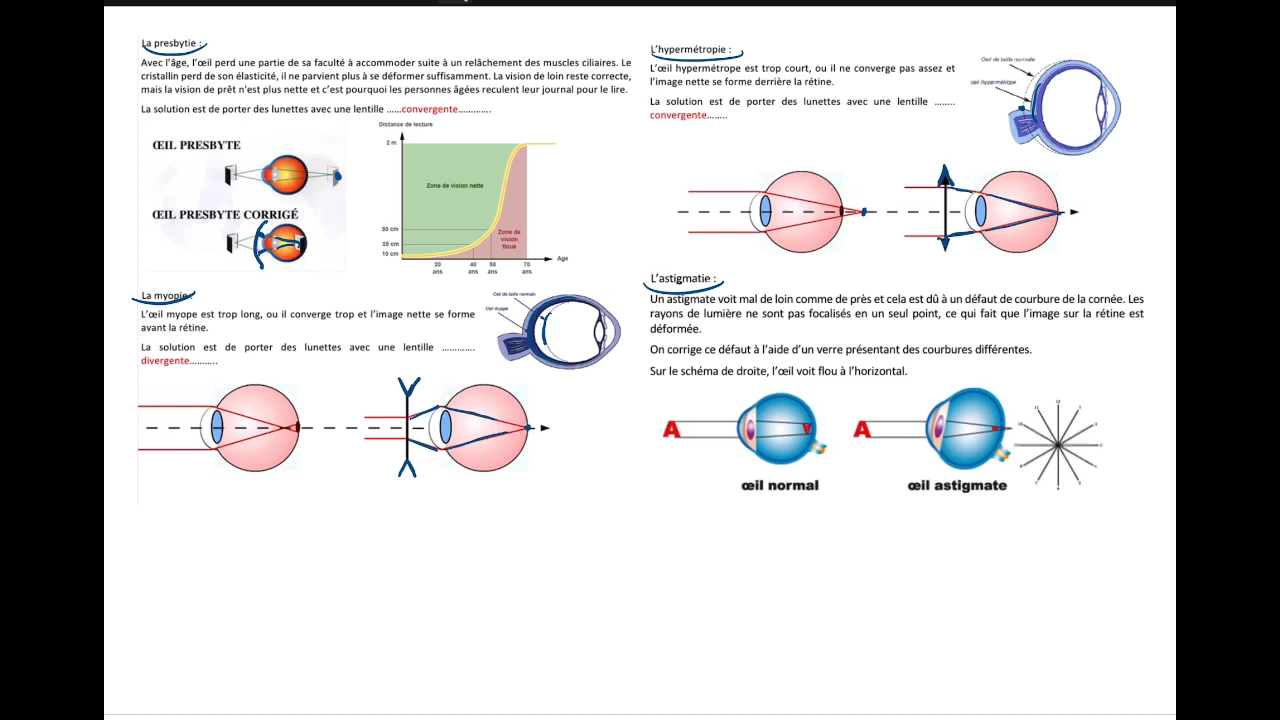 La presbytie :
Avec l'âge, l'œil perd une partie de sa faculté à accommoder suite à un relâchement des muscles ciliaires. Le
cristallin perd de son élasticité, il ne parvient plus à se déformer suffisamment. La vision de loin reste correcte,
mais la vision de prêt n'est plus nette et c'est pourquoi les personnes âgées reculent leur journal pour le lire.
La solution est de porter des lunettes avec une lentille ......convergente.............
ŒIL PRESBYTE
ŒIL PRESBYTE CORRIGÉ
Distance de lecture
2 m
Zone de vision nette
50 cm
25 cm
10 cm
Zone de
vision
floue
Age
20 ans
40 ans
50 ans
70 ans
La myopie :
L'œil myope est trop long, ou il converge trop et l'image nette se forme
avant la rétine.
La solution est de porter des lunettes avec une lentille .............
divergente...........
Oeil de taille normale
Oeil myope
L'hypermétropie :
L'œil hypermétrope est trop court, ou il ne converge pas assez et
l'image nette se forme derrière la rétine.
La solution est de porter des lunettes avec une lentille ........
convergente........
Oeil de taille normale
oeil hypermétrope
L'astigmatie :
Un astigmate voit mal de loin comme de près et cela est dû à un défaut de courbure de la cornée. Les
rayons de lumière ne sont pas focalisés en un seul point, ce qui fait que l'image sur la rétine est
déformée.
On corrige ce défaut à l'aide d'un verre présentant des courbures différentes.
Sur le schéma de droite, l'œil voit flou à l'horizontal.
A
A
A
œil normal
œil astigmate